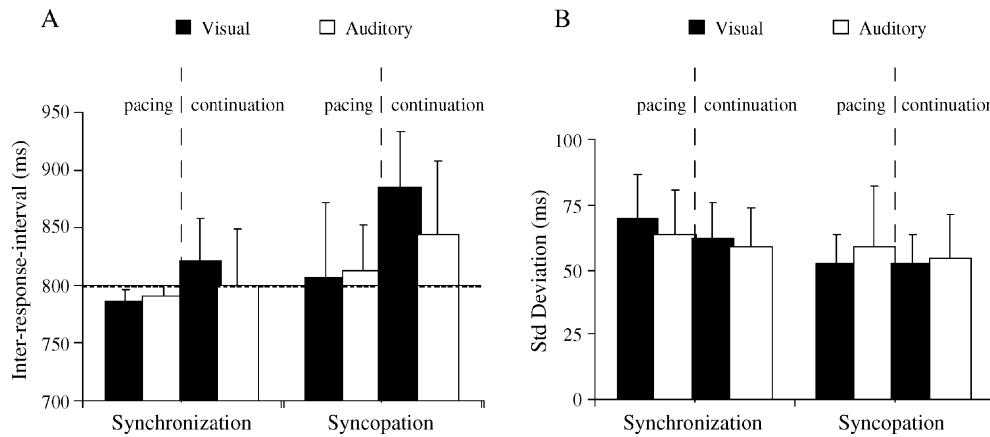 A
Visual Auditory
pacing continuation pacing continuation
Inter-response-interval (ms)
950
900
850
800
750
700
Synchronization Syncopation
B
Visual Auditory
pacing continuation pacing continuation
Std Deviation (ms)
100
75
50
25
0
Synchronization Syncopation